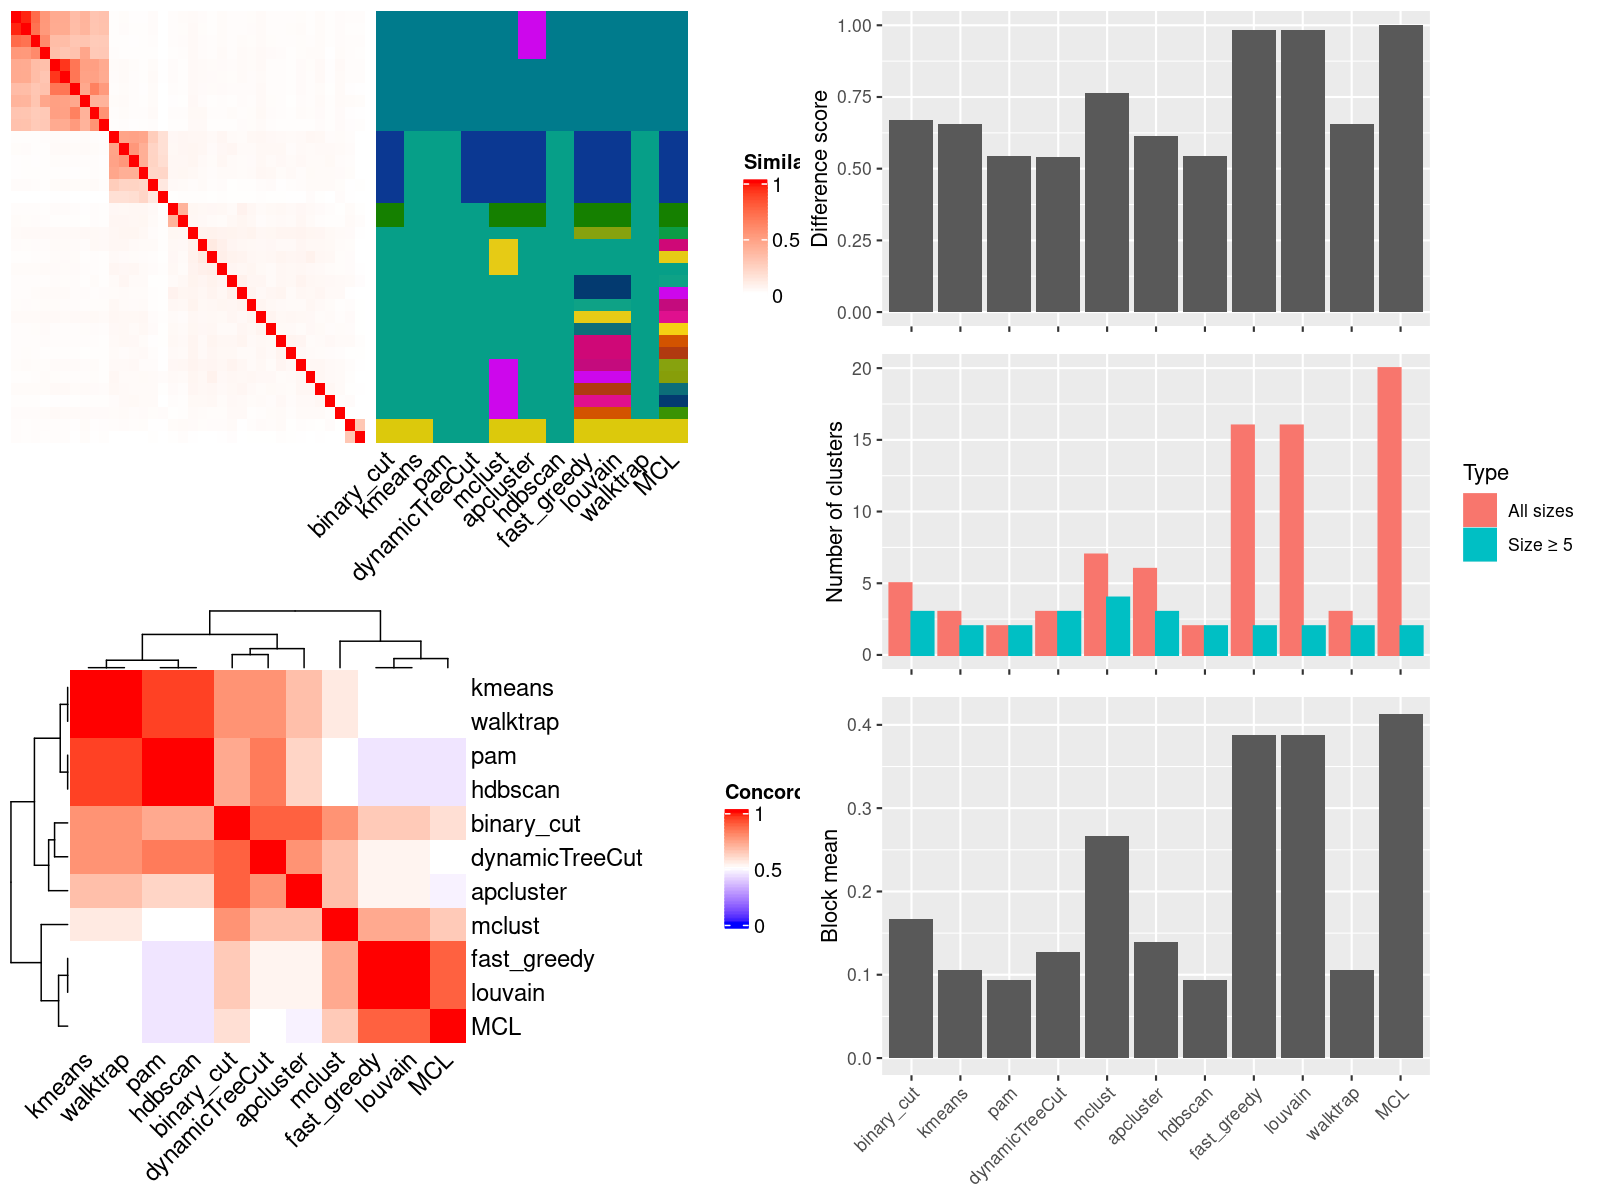 Simila
1
0.5
0
binary_cut
kmeans
pam
dynamicTreeCut
mclust
apcluster
hdbscan
fast_greedy
louvain
walktrap
MCL
kmeans
walktrap
pam
hdbscan
binary_cut
dynamicTreeCut
apcluster
mclust
fast_greedy
louvain
MCL
kmeans
walktrap
pam
hdbscan
binary_cut
dynamicTreeCut
apcluster
mclust
fast_greedy
louvain
MCL
Concord
1
0.5
0
Difference score
1.00
0.75
0.50
0.25
0.00
Number of clusters
20
15
10
5
0
Type
All sizes
Size ≥ 5
Block mean
0.4
0.3
0.2
0.1
0.0
binary_cut
kmeans
pam
dynamicTreeCut
mclust
apcluster
hdbscan
fast_greedy
louvain
walktrap
MCL